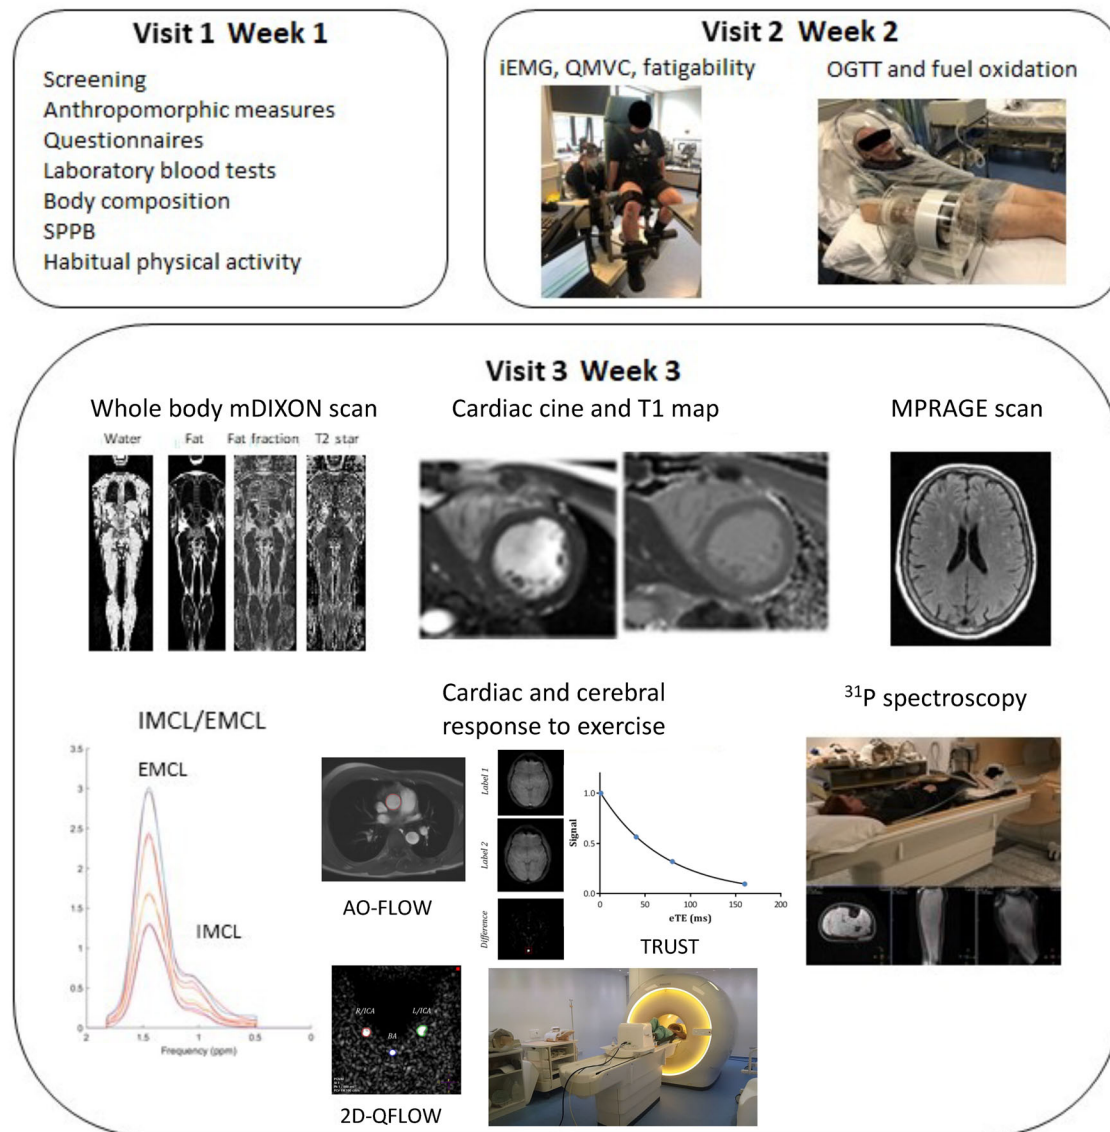 Visit 1 Week 1
Screening
Anthropomorphic measures
Questionnaires
Laboratory blood tests
Body composition
SPPB
Habitual physical activity
Visit 2 Week 2
iEMG, QMVC, fatigability
OGTT and fuel oxidation
Visit 3 Week 3
Whole body mDIXON scan
Water
Fat
Fat fraction
T2 star
Cardiac cine and T1 map
MPRAGE scan
IMCL/EMCL
3.5
3
2.5
2
1.5
1
0.5
0
EMCL
IMCL
2
1.5
1
0.5
0
Frequency (ppm)
Cardiac and cerebral
response to exercise
AO-FLOW
Label 1
Label 2
Difference
Signal
1.0
0.5
0.0
0
50
100
150
200
eTE (ms)
TRUST
R/ICA
L/ICA
BA
2D-QFLOW
31P spectroscopy